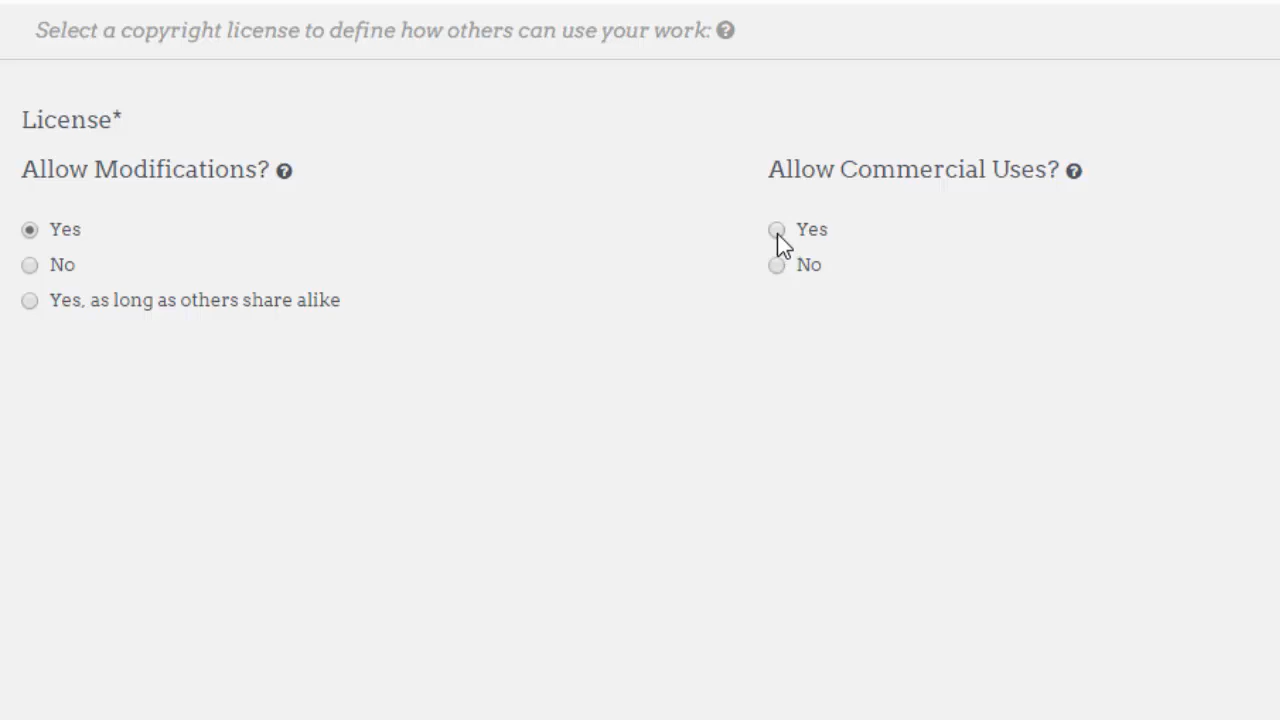 Select a copyright license to define how others can use your work:
License*
Allow Modifications?
Yes
No
Yes, as long as others share alike
Allow Commercial Uses?
Yes
No